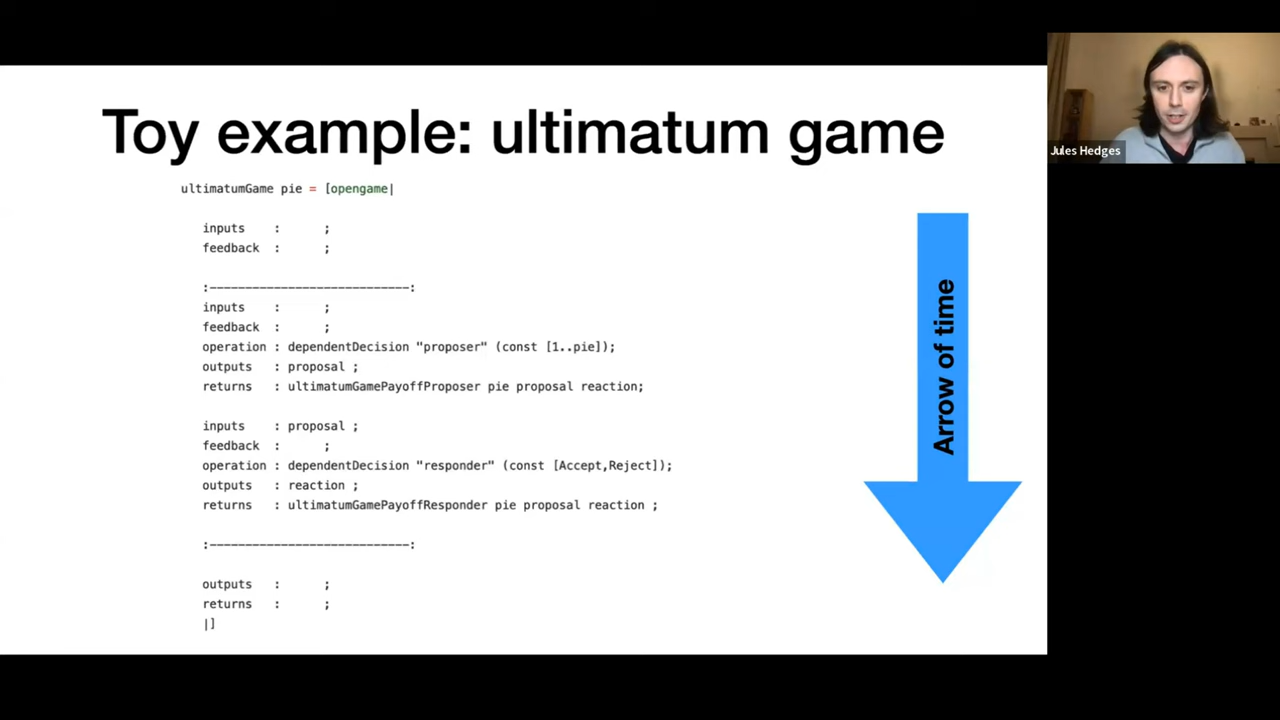 Toy example: ultimatum game
ultimatumGame pie = [opengame|
inputs : ;
feedback : ;
:---------------------------:
inputs : ;
feedback : ;
operation : dependentDecision "proposer" (const [1..pie]);
outputs : proposal ;
returns : ultimatumGamePayoffProposer pie proposal reaction;
inputs : proposal ;
feedback : ;
operation : dependentDecision "responder" (const [Accept,Reject]);
outputs : reaction ;
returns : ultimatumGamePayoffResponder pie proposal reaction ;
:---------------------------:
outputs : ;
returns : ;
|]
Arrow of time
Jules Hedges